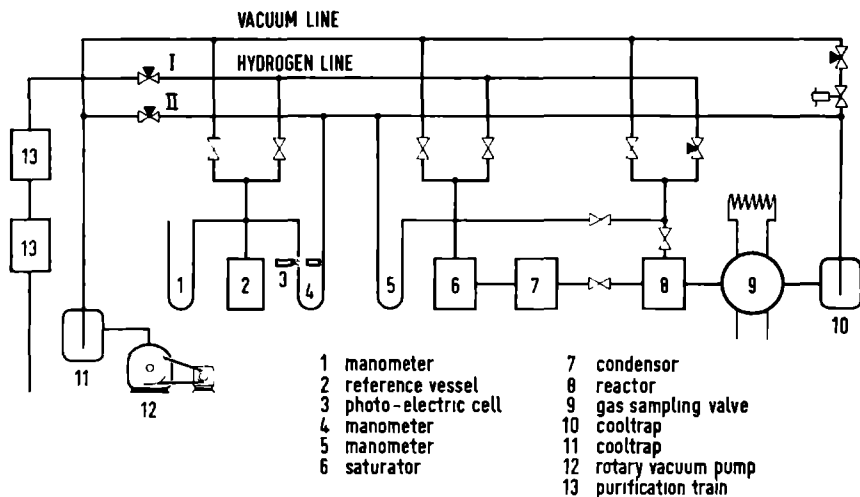 VACUUM LINE
I
HYDROGEN LINE
II
13
13
1
2
3
4
5
6
7
8
9
10
11
12
1 manometer
2 reference vessel
3 photo-electric cell
4 manometer
5 manometer
6 saturator
7 condensor
8 reactor
9 gas sampling valve
10 cooltrap
11 cooltrap
12 rotary vacuum pump
13 purification train